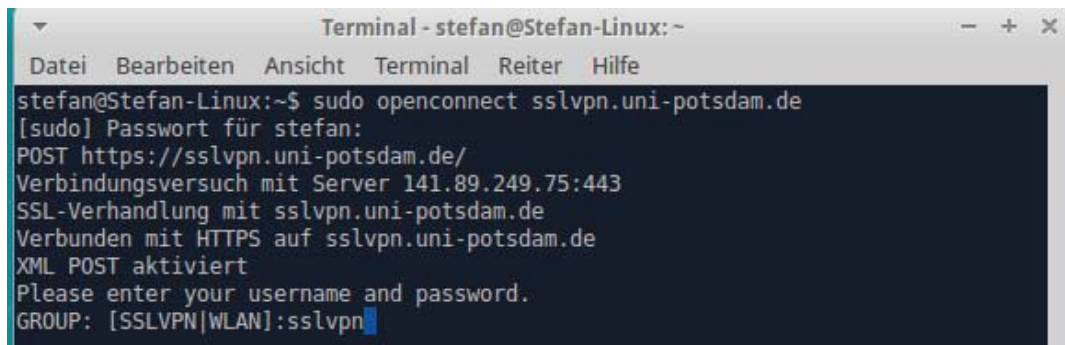 Terminal - stefan@Stefan-Linux: ~
Datei Bearbeiten Ansicht Terminal Reiter Hilfe
stefan@Stefan-Linux:~$ sudo openconnect sslvpn.uni-potsdam.de
[sudo] Passwort für stefan:
POST https://sslvpn.uni-potsdam.de/
Verbindungsversuch mit Server 141.89.249.75:443
SSL-Verhandlung mit sslvpn.uni-potsdam.de
Verbunden mit HTTPS auf sslvpn.uni-potsdam.de
XML POST aktiviert
Please enter your username and password.
GROUP: [SSLVPN|WLAN]:sslvpn